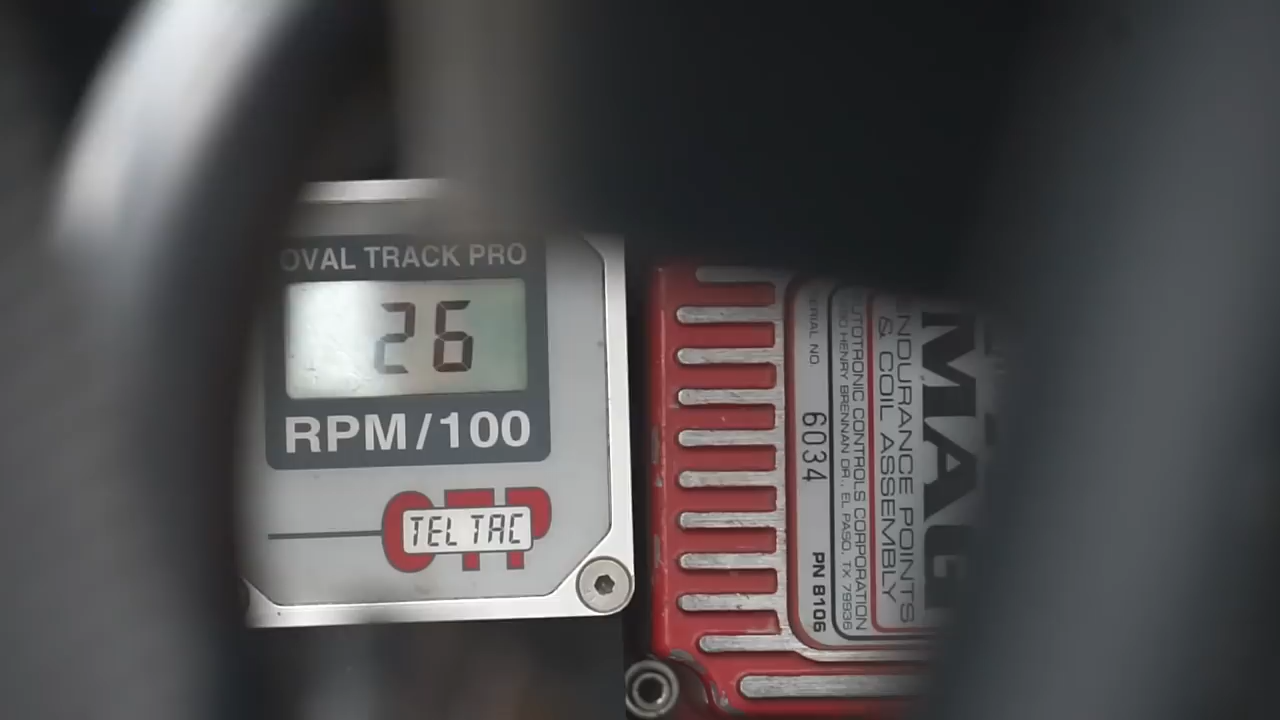 OVAL TRACK PRO
26
RPM/100
OTP
TEL TAC
MAG
NDURANCE POINTS
& COIL ASSEMBLY
UTOTRONIC CONTROLS CORPORATION
HENRY BRENNAN DR., EL PASO, TX 79936
ERIAL NO.
6034
PN 8106